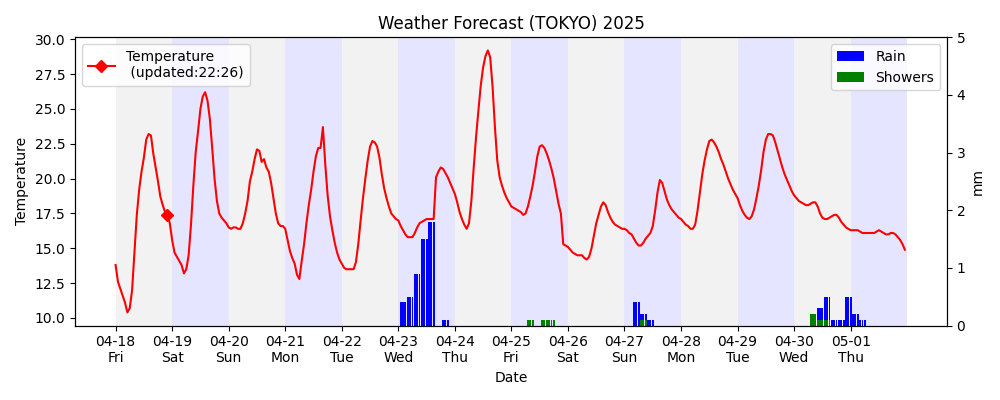 Weather Forecast (TOKYO) 2025
Temperature
(updated:22:26)
Rain
Showers
30.0
27.5
25.0
22.5
20.0
17.5
15.0
12.5
10.0
Temperature
5
4
3
2
1
0
mm
04-18 04-19 04-20 04-21 04-22 04-23 04-24 04-25 04-26 04-27 04-28 04-29 04-30 05-01
Fri Sat Sun Mon Tue Wed Thu Fri Sat Sun Mon Tue Wed Thu
Date